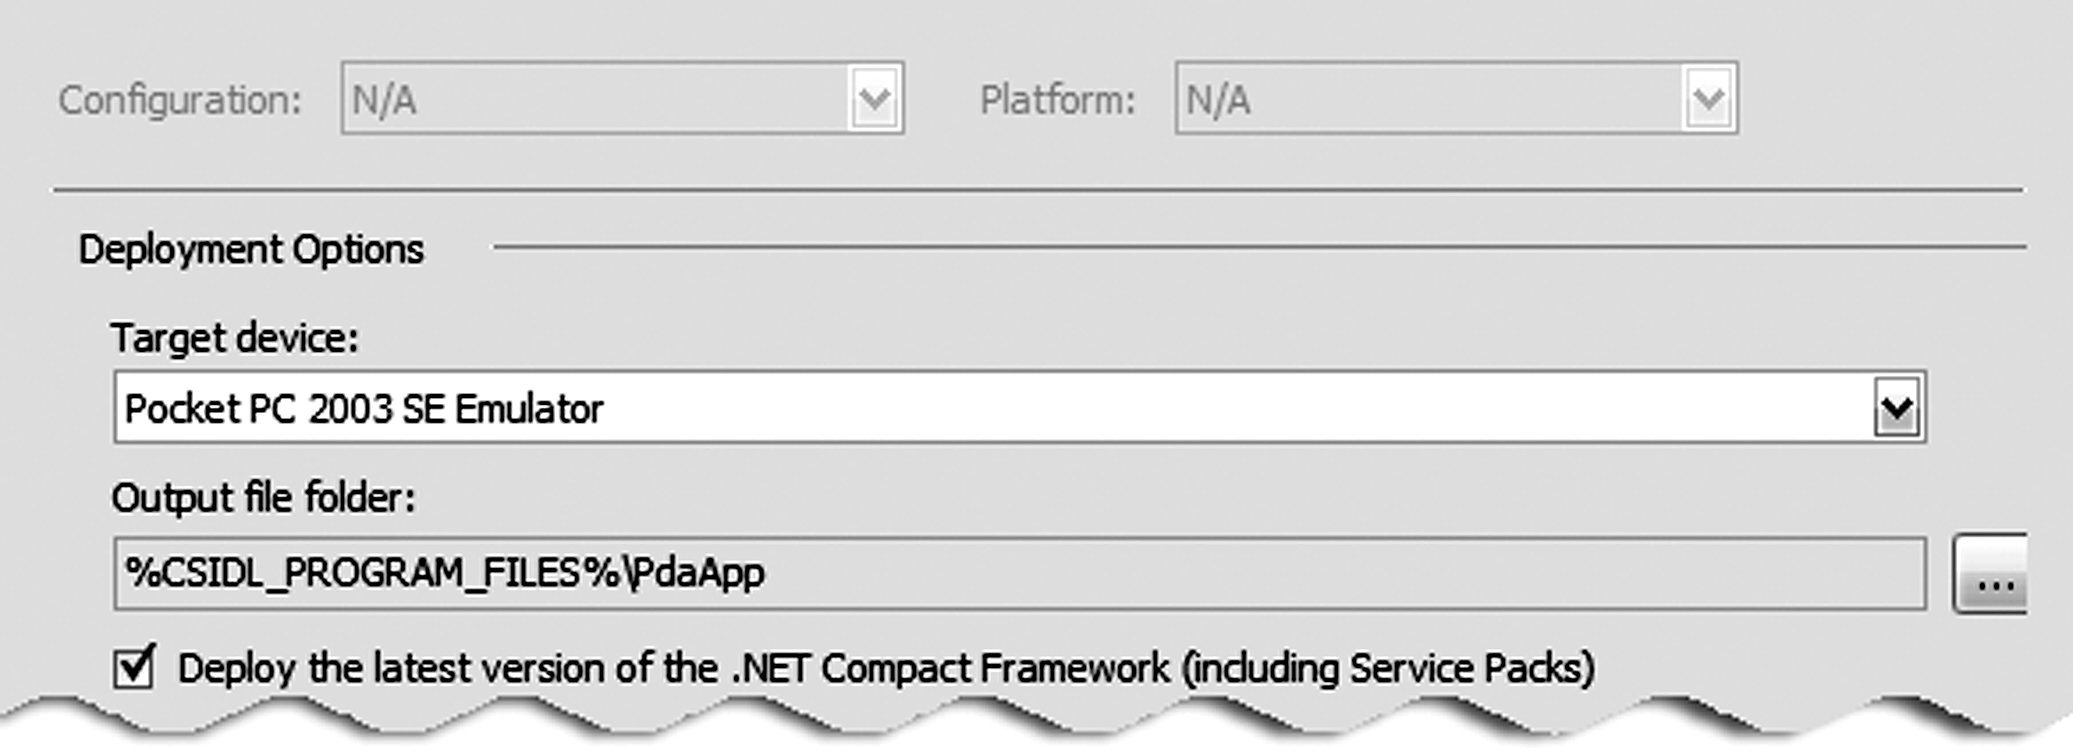 Configuration: N/A Platform: N/A
Deployment Options
Target device:
Pocket PC 2003 SE Emulator
Output file folder:
%CSIDL_PROGRAM_FILES%\PdaApp
...
Deploy the latest version of the .NET Compact Framework (including Service Packs)